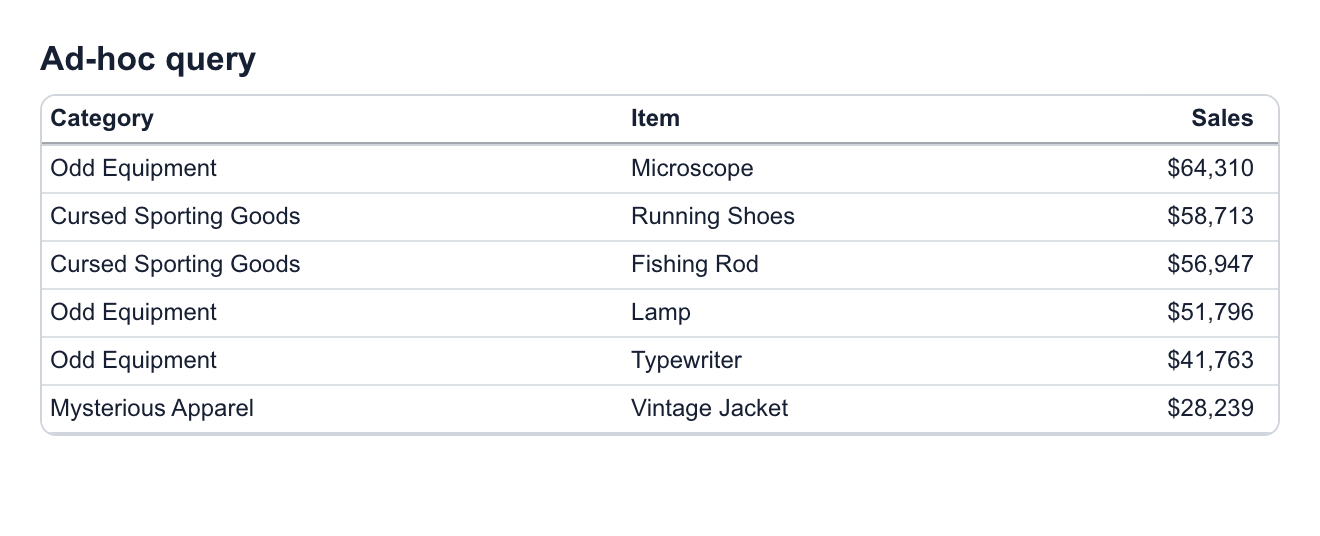 Ad-hoc query
Category Item Sales
Odd Equipment Microscope $64,310
Cursed Sporting Goods Running Shoes $58,713
Cursed Sporting Goods Fishing Rod $56,947
Odd Equipment Lamp $51,796
Odd Equipment Typewriter $41,763
Mysterious Apparel Vintage Jacket $28,239